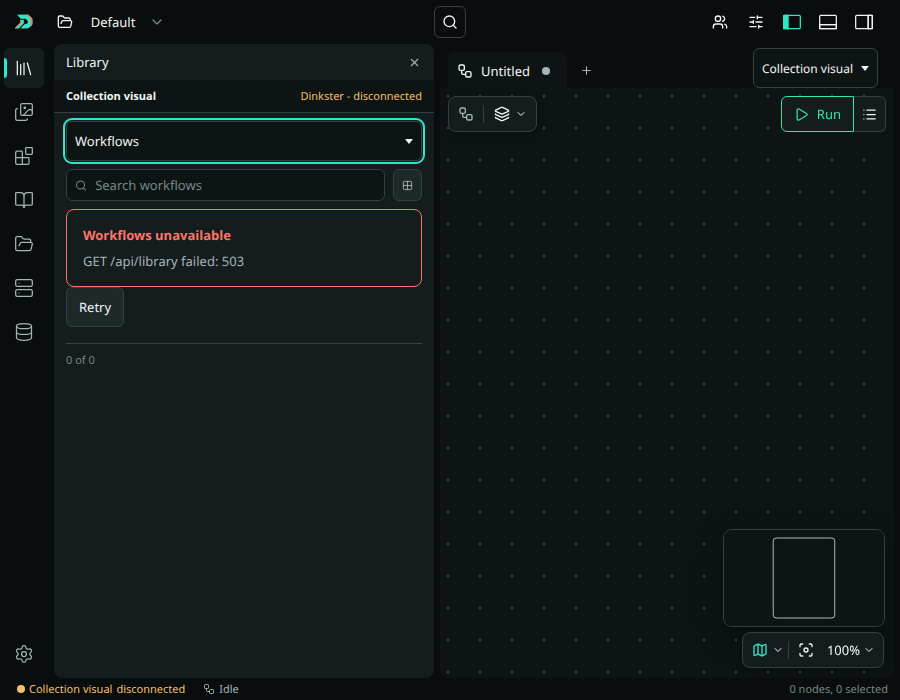 Default
Library
Collection visual
Dinkster - disconnected
Workflows
Search workflows
Workflows unavailable
GET /api/library failed: 503
Retry
0 of 0
Untitled
Collection visual
Run
100%
Collection visual disconnected
Idle
0 nodes, 0 selected